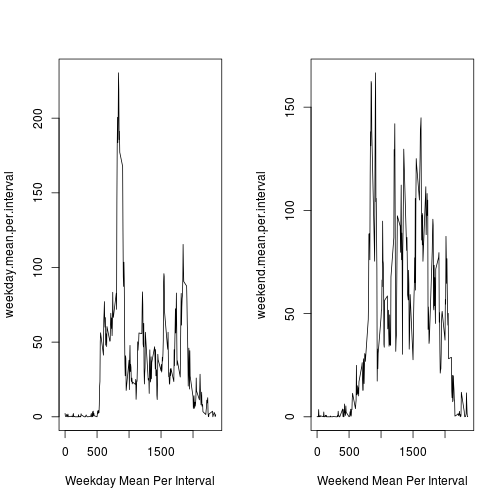 weekday.mean.per.interval
200
150
100
50
0
0 500 1500
Weekday Mean Per Interval
weekend.mean.per.interval
150
100
50
0
0 500 1500
Weekend Mean Per Interval